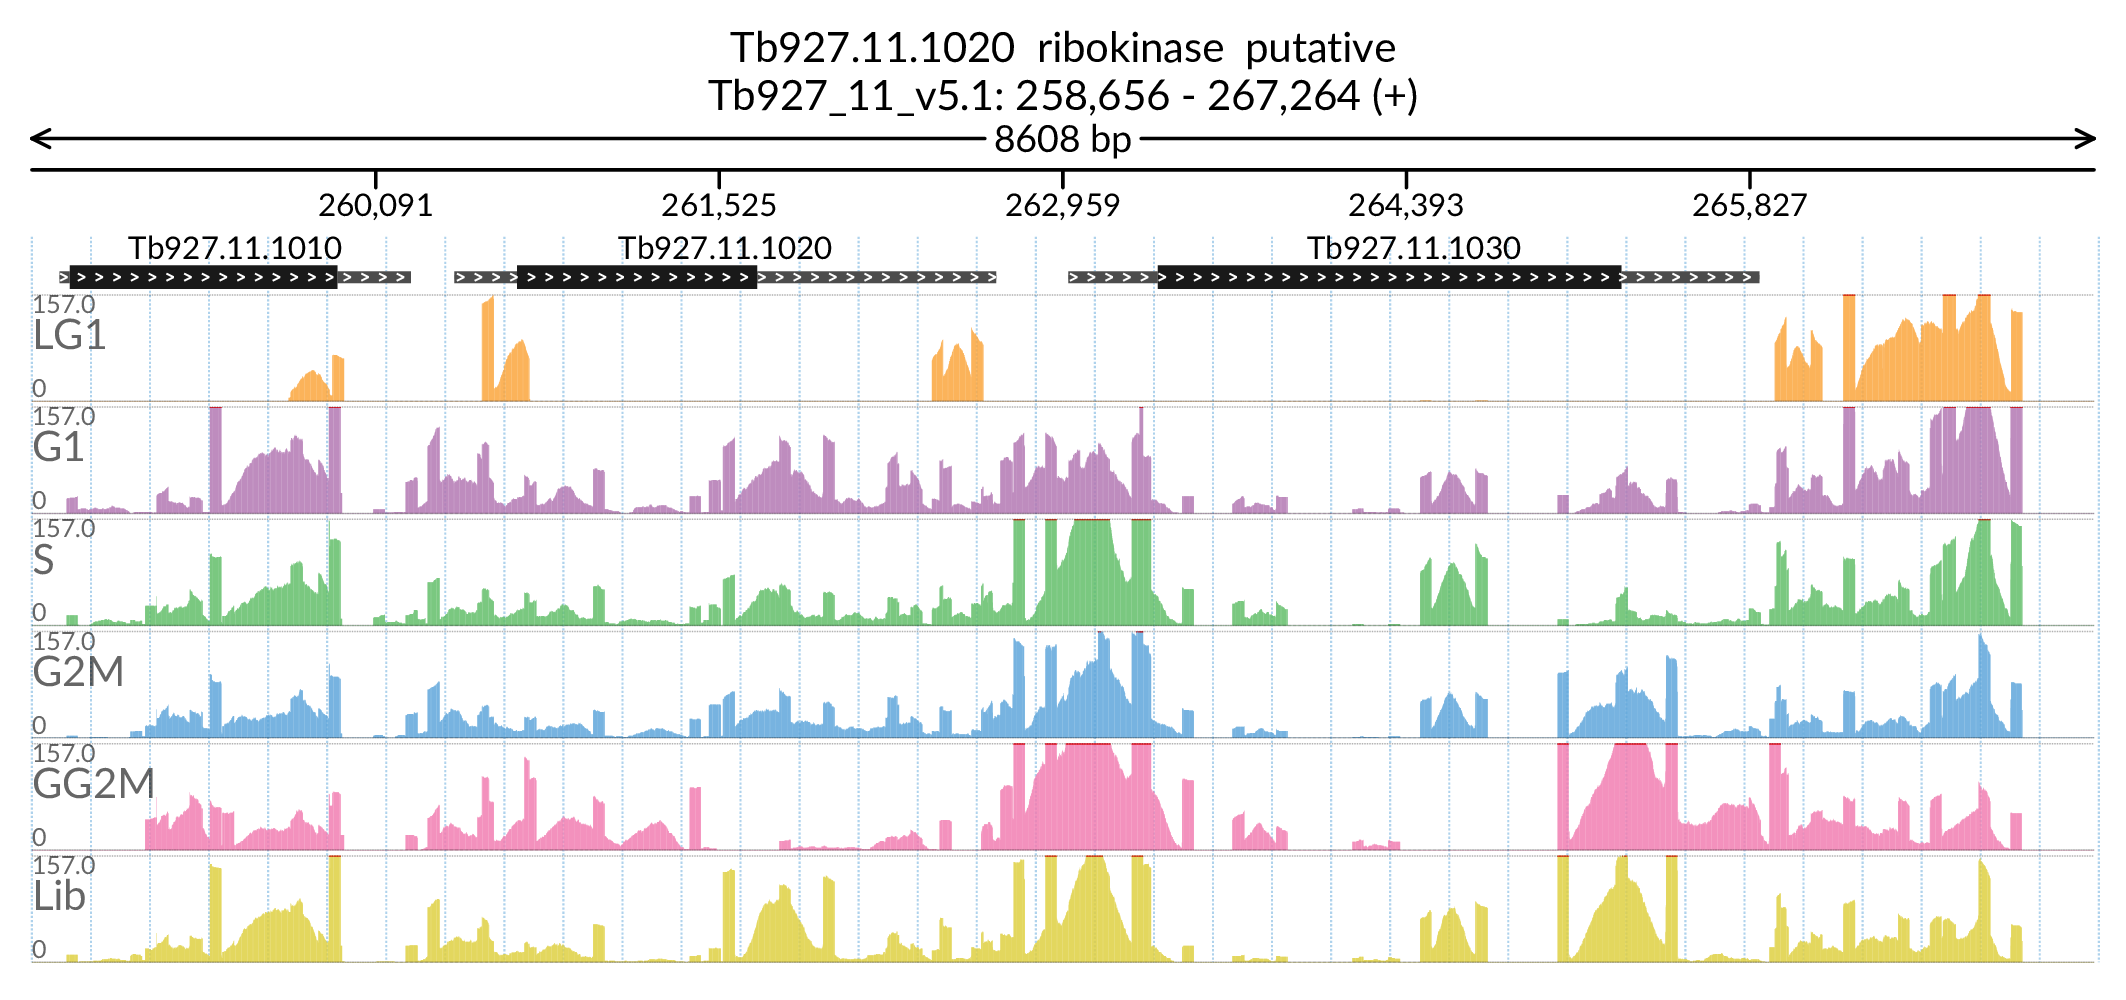 Tb927.11.1020 ribokinase putative
Tb927_11_v5.1: 258,656 - 267,264 (+)
8608 bp
260,091 261,525 262,959 264,393 265,827
Tb927.11.1010 Tb927.11.1020 Tb927.11.1030
157.0
LG1
0
157.0
G1
0
157.0
S
0
157.0
G2M
0
157.0
GG2M
0
157.0
Lib
0